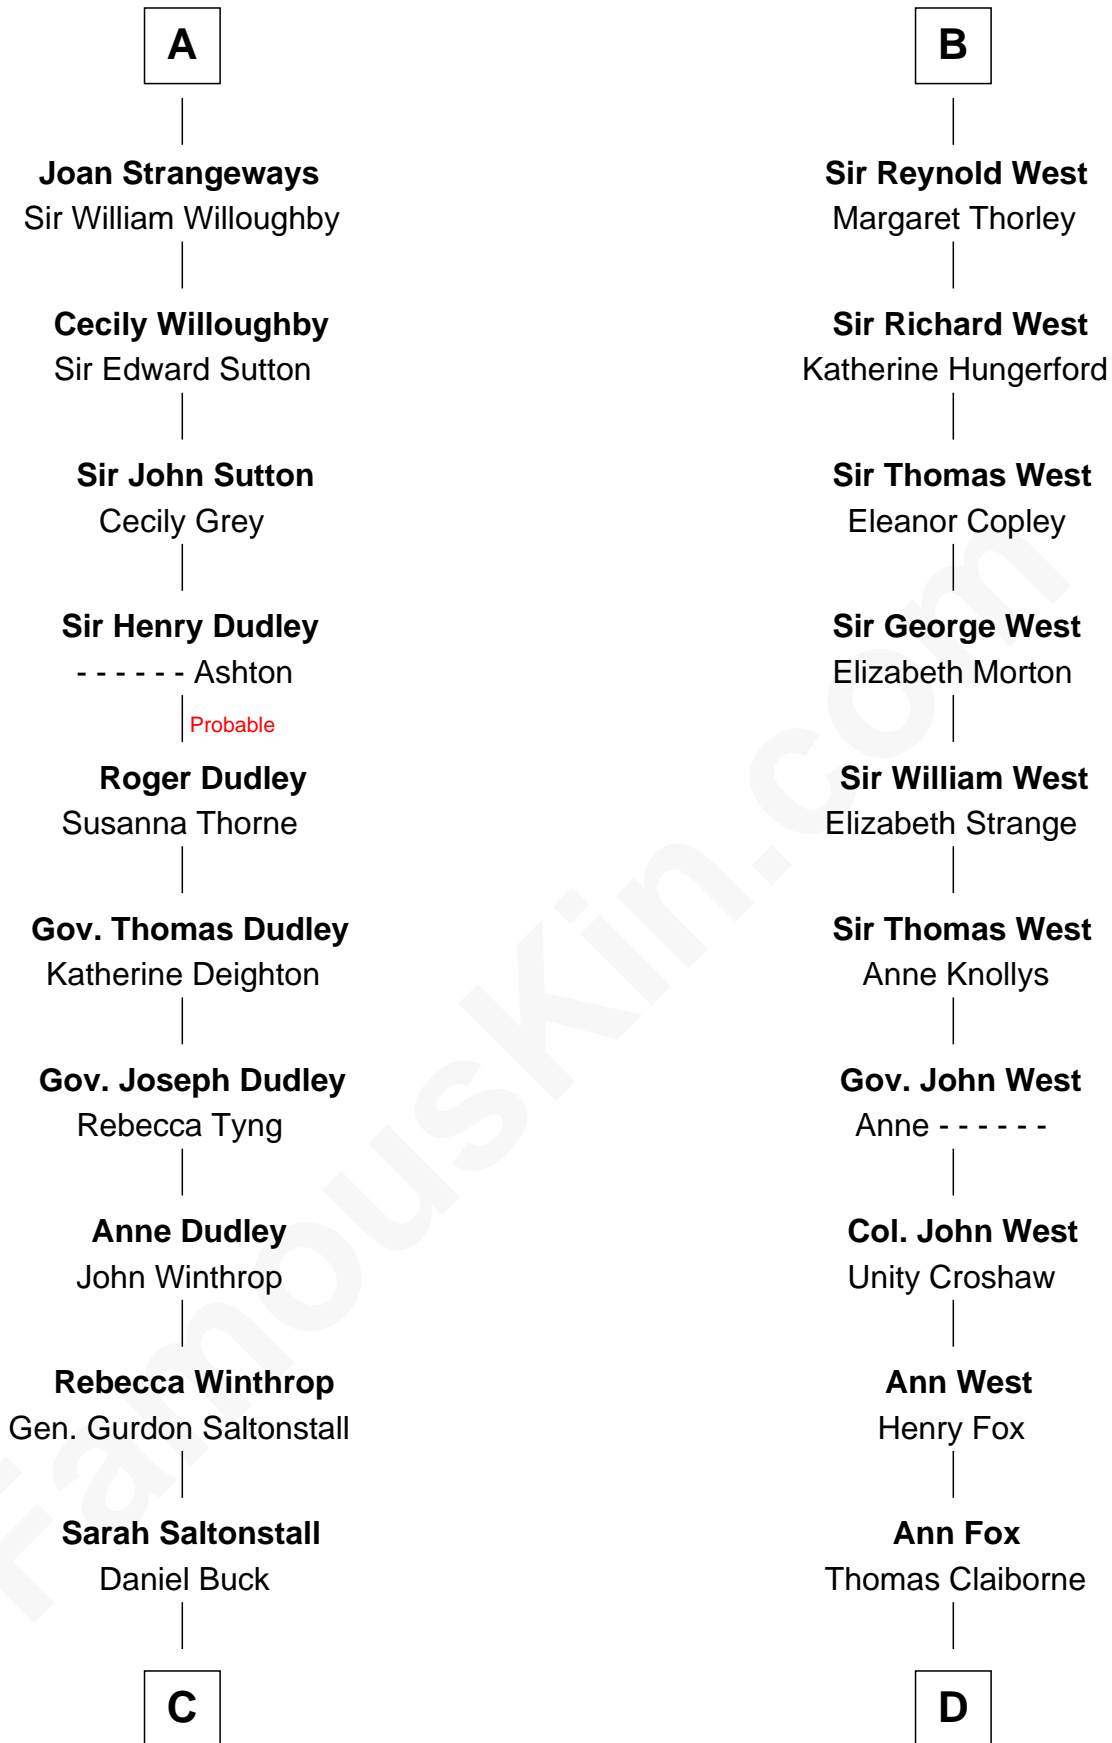 A
Joan Strangeways
Sir William Willoughby
Cecily Willoughby
Sir Edward Sutton
Sir John Sutton
Cecily Grey
Sir Henry Dudley
- - - - - - Ashton
Probable
Roger Dudley
Susanna Thorne
Gov. Thomas Dudley
Katherine Deighton
Gov. Joseph Dudley
Rebecca Tyng
Anne Dudley
John Winthrop
Rebecca Winthrop
Gen. Gurdon Saltonstall
Sarah Saltonstall
Daniel Buck
C
B
Sir Reynold West
Margaret Thorley
Sir Richard West
Katherine Hungerford
Sir Thomas West
Eleanor Copley
Sir George West
Elizabeth Morton
Sir William West
Elizabeth Strange
Sir Thomas West
Anne Knollys
Gov. John West
Anne - - - - - -
Col. John West
Unity Croshaw
Ann West
Henry Fox
Ann Fox
Thomas Claiborne
D
FamousKin.com